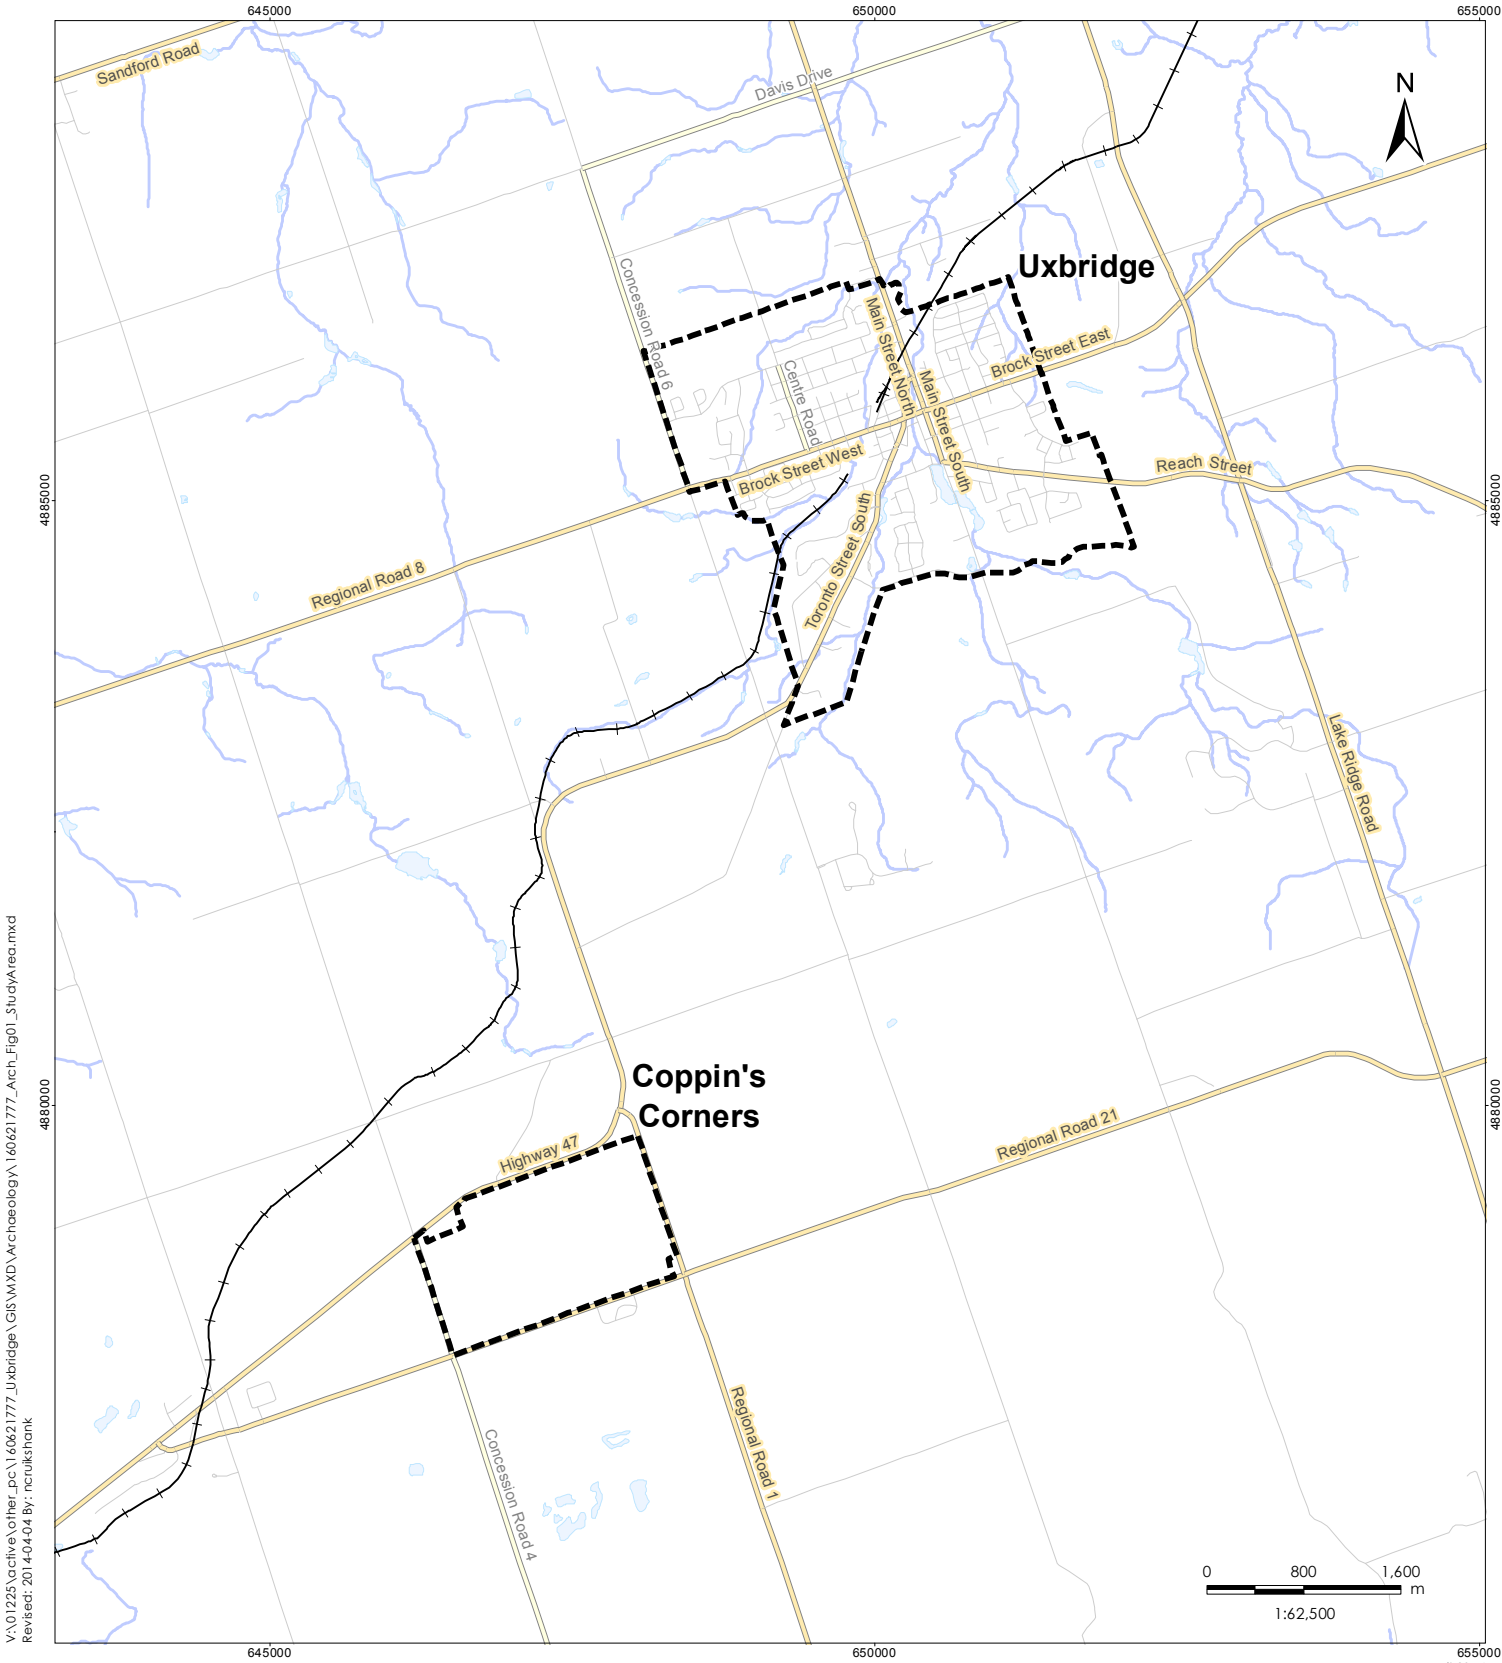 645000
650000
655000
Sandford Road
Davis Drive
N
Concession Road 6
Uxbridge
Main Street North
Brock Street East
Centre Road
Main Street South
Brock Street West
Reach Street
4885000
4885000
Toronto Street South
Regional Road 8
Lake Ridge Road
Coppin's
Corners
4880000
4880000
Highway 47
Regional Road 21
Regional Road 1
Concession Road 4
0 800 1,600
m
1:62,500
645000
650000
655000
V:\01225\active\other_pc\160621777_Uxbridge\GIS\MXD\Archaeology\160621777_Arch_Fig01_StudyArea.mxd
Revised: 2014-04-04 By: ncruikshank